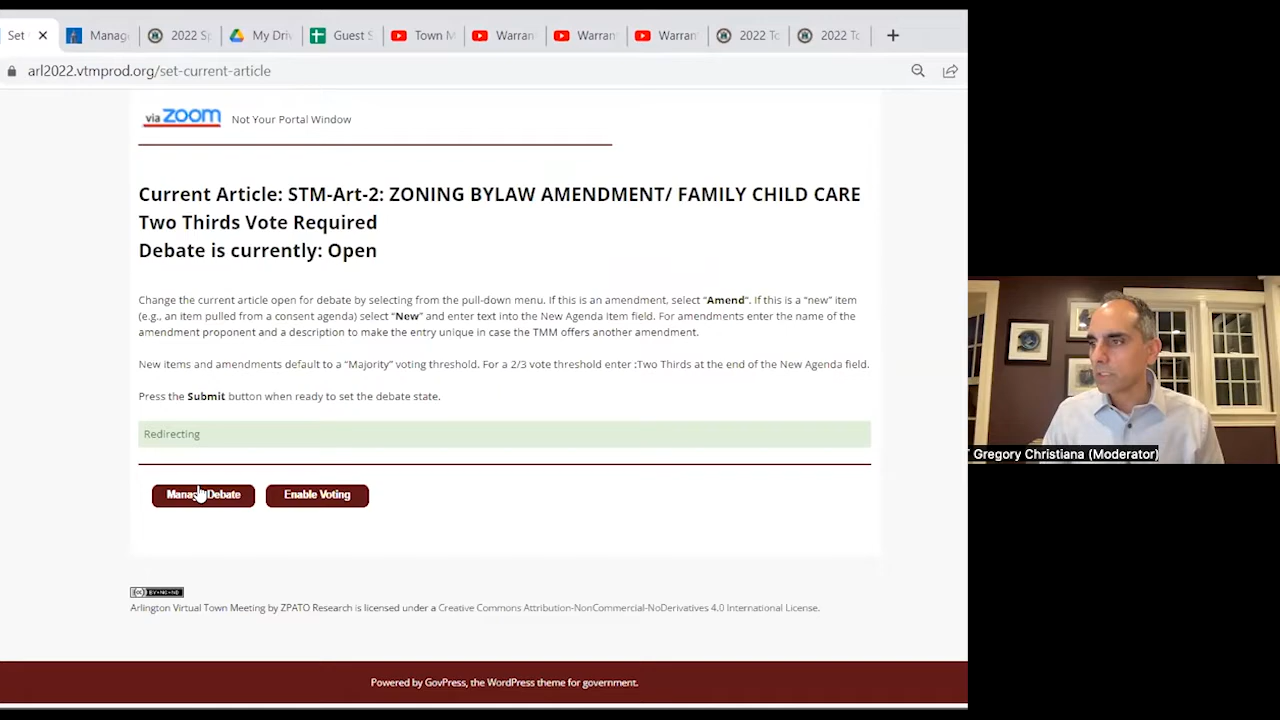 Set
Manag
2022 Sp
My Driv
Guest S
Town M
Warran
Warran
Warran
2022 To
2022 To
arl2022.vtmprod.org/set-current-article
via zoom Not Your Portal Window
Current Article: STM-Art-2: ZONING BYLAW AMENDMENT/ FAMILY CHILD CARE
Two Thirds Vote Required
Debate is currently: Open
Change the current article open for debate by selecting from the pull-down menu. If this is an amendment, select "Amend". If this is a "new" item
(e.g., an item pulled from a consent agenda) select "New" and enter text into the New Agenda Item field. For amendments enter the name of the
amendment proponent and a description to make the entry unique in case the TMM offers another amendment.
New items and amendments default to a "Majority" voting threshold. For a 2/3 vote threshold enter :Two Thirds at the end of the New Agenda field.
Press the Submit button when ready to set the debate state.
Redirecting
Manage Debate
Enable Voting
Gregory Christiana (Moderator)
CC BY-NC-ND
Arlington Virtual Town Meeting by ZPATO Research is licensed under a Creative Commons Attribution-NonCommercial-NoDerivatives 4.0 International License.
Powered by GovPress, the WordPress theme for government.